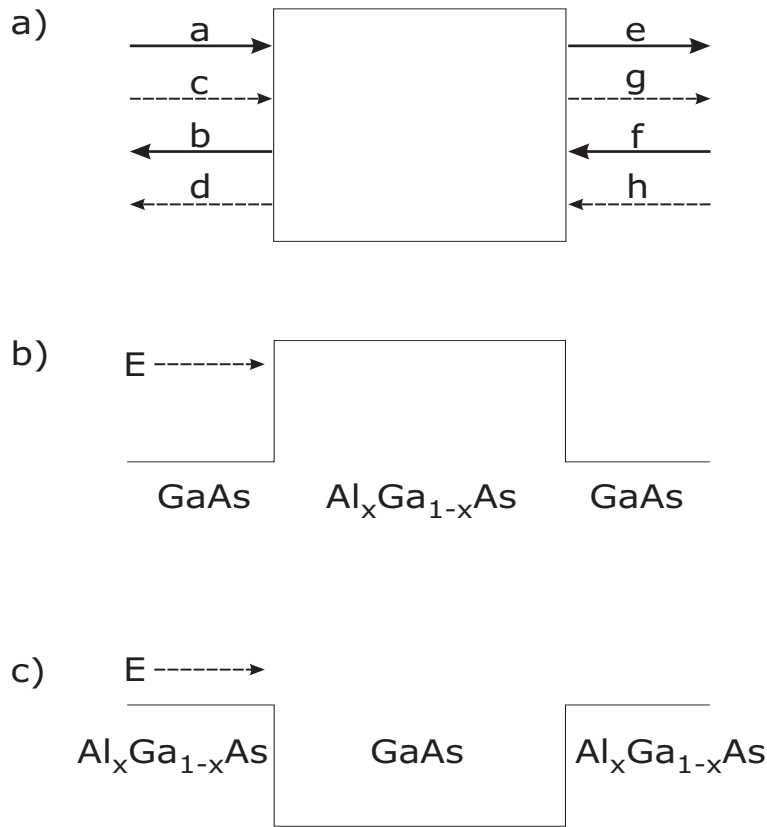 a)
a e
c g
b f
d h
b)
E
GaAs AlₓGa₁₋ₓAs GaAs
c)
E
AlₓGa₁₋ₓAs GaAs AlₓGa₁₋ₓAs